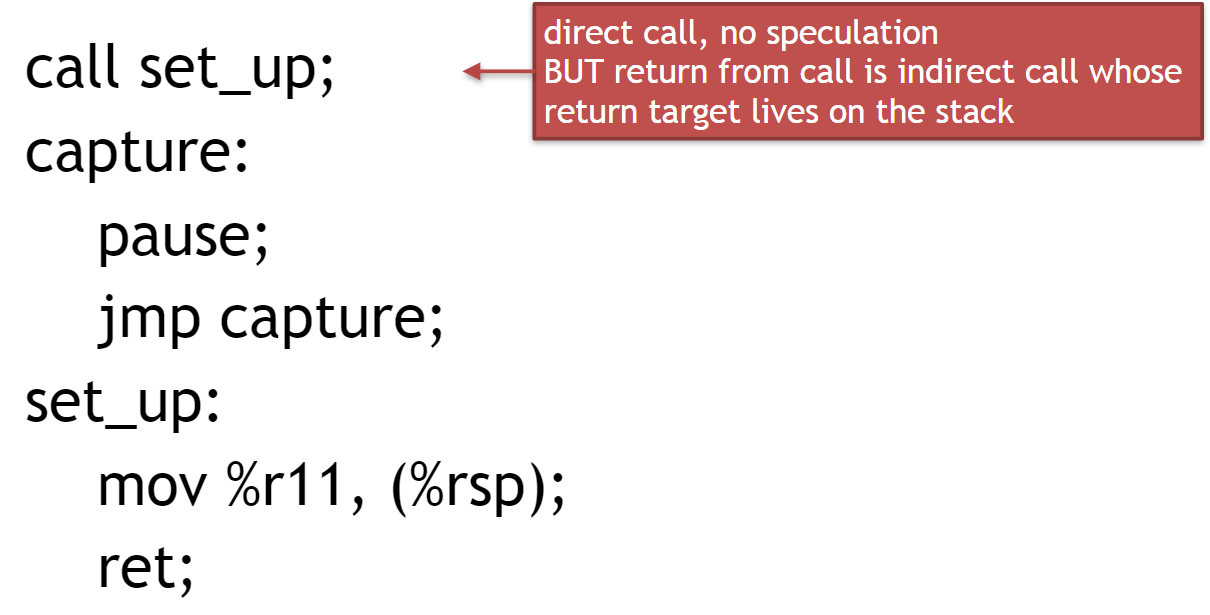 call set_up;
direct call, no speculation
BUT return from call is indirect call whose
return target lives on the stack
capture:
pause;
jmp capture;
set_up:
mov %r11, (%rsp);
ret;